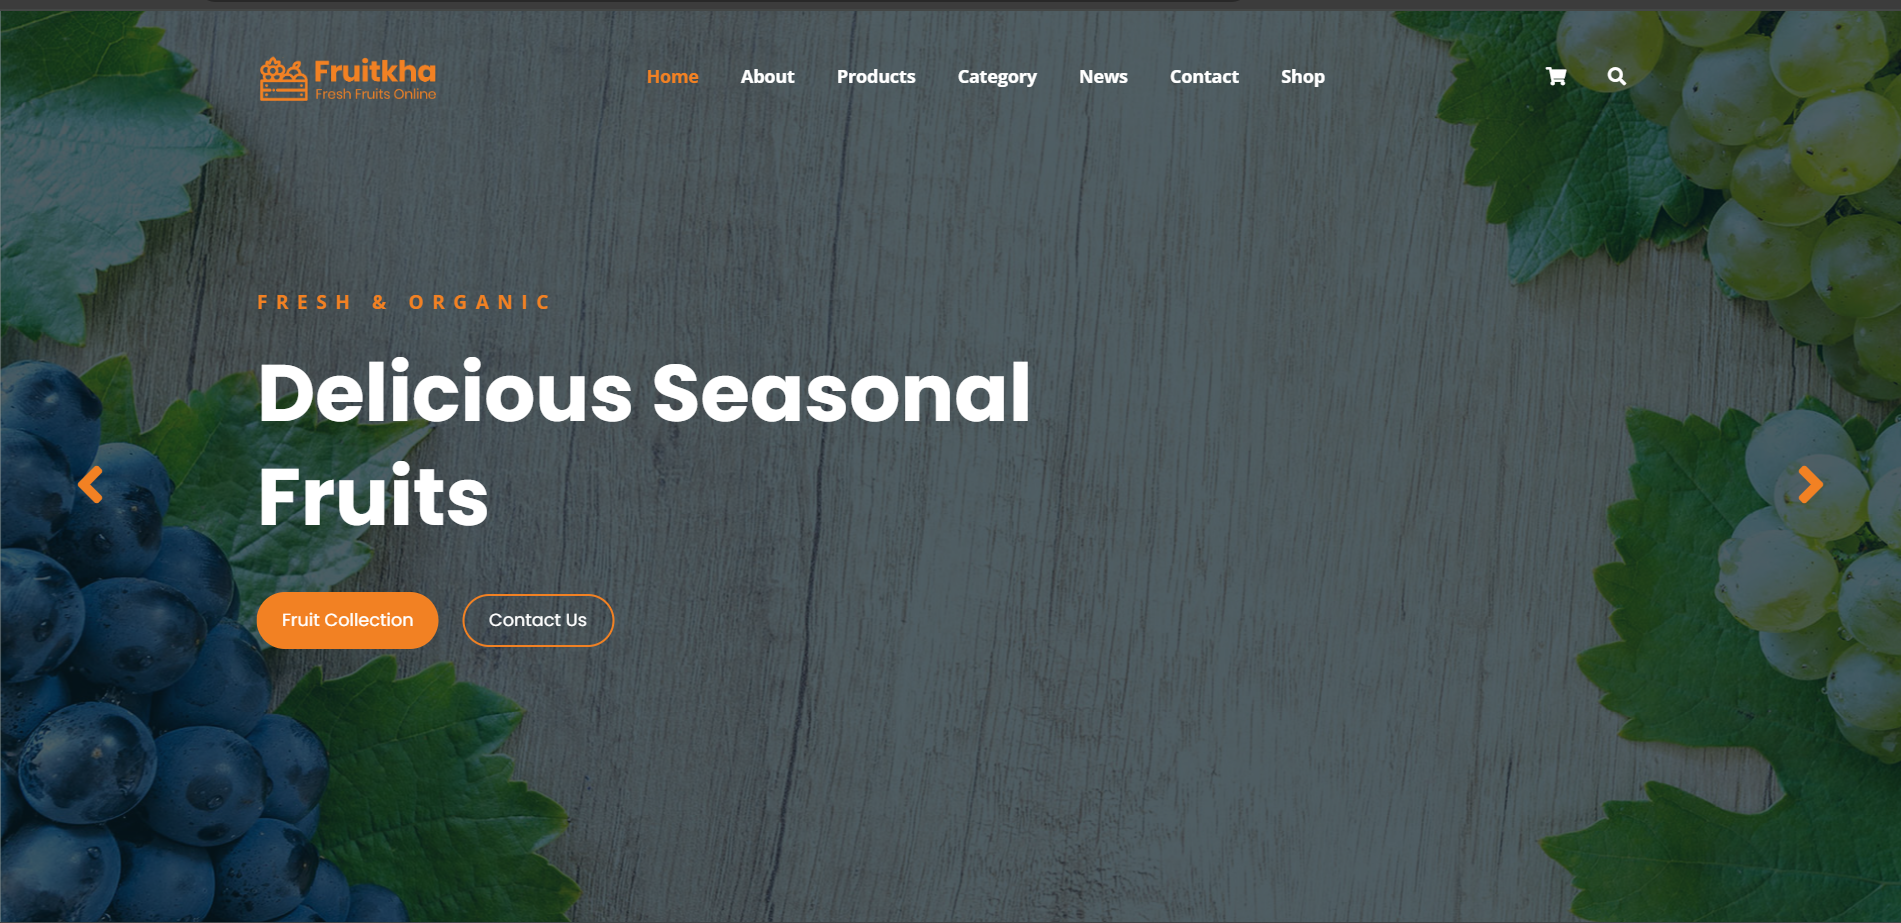 Fruitkha
Fresh Fruits Online
Home About Products Category News Contact Shop
FRESH & ORGANIC
Delicious Seasonal
Fruits
Fruit Collection Contact Us